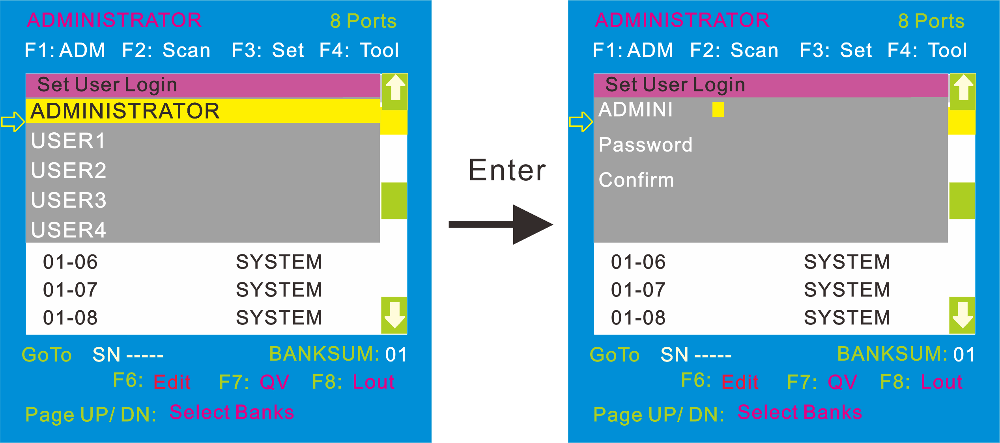 ADMINISTRATOR 8 Ports
F1: ADM F2: Scan F3: Set F4: Tool
Set User Login
ADMINISTRATOR
USER1
USER2
USER3
USER4
01-06 SYSTEM
01-07 SYSTEM
01-08 SYSTEM
GoTo SN ----- BANKSUM: 01
F6: Edit F7: QV F8: Lout
Page UP/ DN: Select Banks
Enter
ADMINISTRATOR 8 Ports
F1: ADM F2: Scan F3: Set F4: Tool
Set User Login
ADMINI
Password
Confirm
01-06 SYSTEM
01-07 SYSTEM
01-08 SYSTEM
GoTo SN ----- BANKSUM: 01
F6: Edit F7: QV F8: Lout
Page UP/ DN: Select Banks